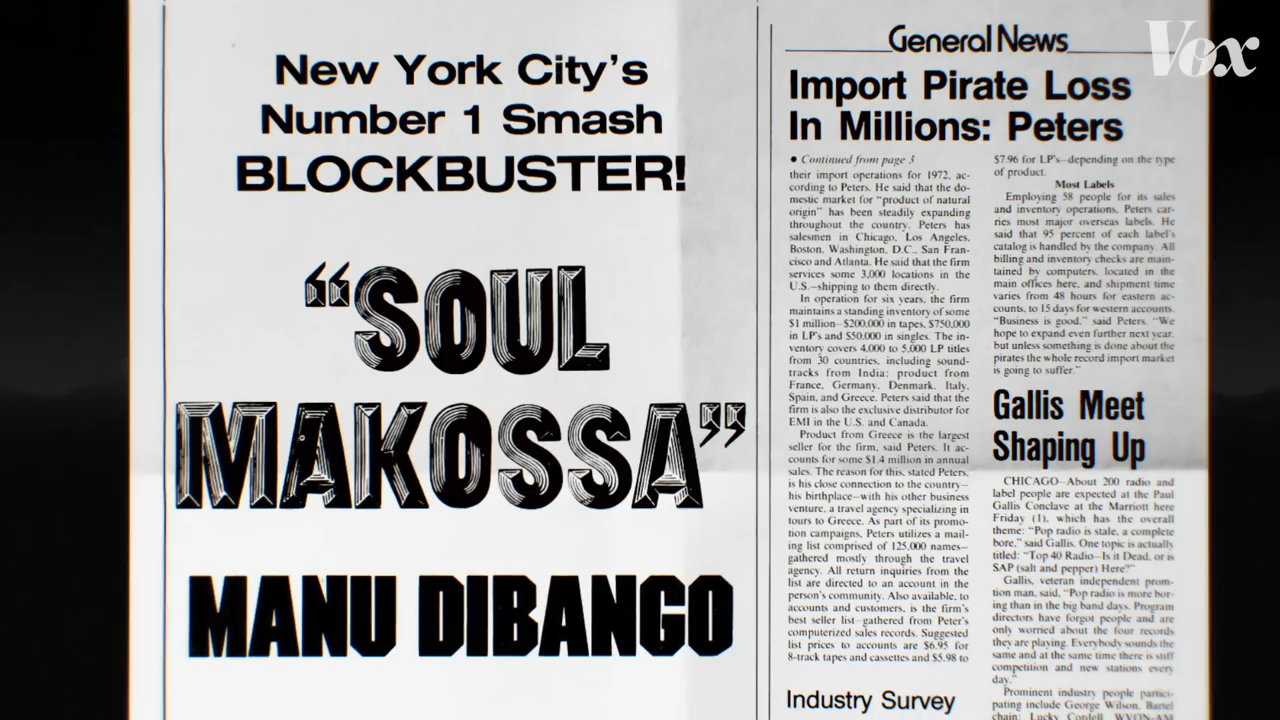 Vox
New York City's
Number 1 Smash
BLOCKBUSTER!
"SOUL
MAKOSSA"
MANU DIBANGO
General News
Import Pirate Loss
In Millions: Peters
• Continued from page 3
their import operations for 1972, ac-
cording to Peters. He said that the do-
mestic market for "product of natural
origin" has been steadily expanding
throughout the country. Peters has
salesmen in Chicago, Los Angeles,
Boston, Washington, D.C., San Fran-
cisco and Atlanta. He said that the firm
services some 3,000 locations in the
U.S.—shipping to them directly.
In operation for six years, the firm
maintains a standing inventory of some
$1 million—$200,000 in tapes, $750,000
in LP's and $50,000 in singles. The in-
ventory covers 4,000 to 5,000 LP titles
from 30 countries, including sound-
tracks from India; product from
France, Germany, Denmark, Italy,
Spain, and Greece. Peters said that the
firm is also the exclusive distributor for
EMI in the U.S. and Canada.
Product from Greece is the largest
seller for the firm, said Peters. It ac-
counts for some $1.4 million in annual
sales. The reason for this, stated Peters,
is his close connection to the country—
his birthplace—with his other business
venture, a travel agency specializing in
tours to Greece. As part of its promo-
tion campaigns, Peters utilizes a mail-
ing list comprised of 125,000 names—
gathered mostly through the travel
agency. All return inquiries from the
list are directed to an account in the
person's community. Also available, to
accounts and customers, is the firm's
best seller list—gathered from Peter's
computerized sales records. Suggested
list prices to accounts are $6.95 for
8-track tapes and cassettes and $5.98 to
Industry Survey
$7.96 for LP's—depending on the type
of product.
Most Labels
Employing 58 people for its sales
and inventory operations, Peters car-
ries most major overseas labels. He
said that 95 percent of each label's
catalog is handled by the company. All
billing and inventory checks are main-
tained by computers, located in the
main offices here, and shipment time
varies from 48 hours for eastern ac-
counts, to 15 days for western accounts.
"Business is good," said Peters. "We
hope to expand even further next year,
but unless something is done about the
pirates the whole record import market
is going to suffer."
Gallis Meet
Shaping Up
CHICAGO—About 200 radio and
label people are expected at the Paul
Gallis Conclave at the Marriott here
Friday (1), which has the overall
theme: "Pop radio is stale, a complete
bore," said Gallis. One topic is actually
titled: "Top 40 Radio—Is it Dead, or is
SAP (salt and pepper) Here?"
Gallis, veteran independent prom-
tion man, said, "Pop radio is more bor-
ing than in the big band days. Program
directors have forgot people and are
only worried about the four records
they are playing. Everybody sounds the
same and at the same time there is stiff
competition and new stations every
day."
Prominent industry people partici-
pating include George Wilson, Bartel
chain; Lucky Cordell, WVON-AM